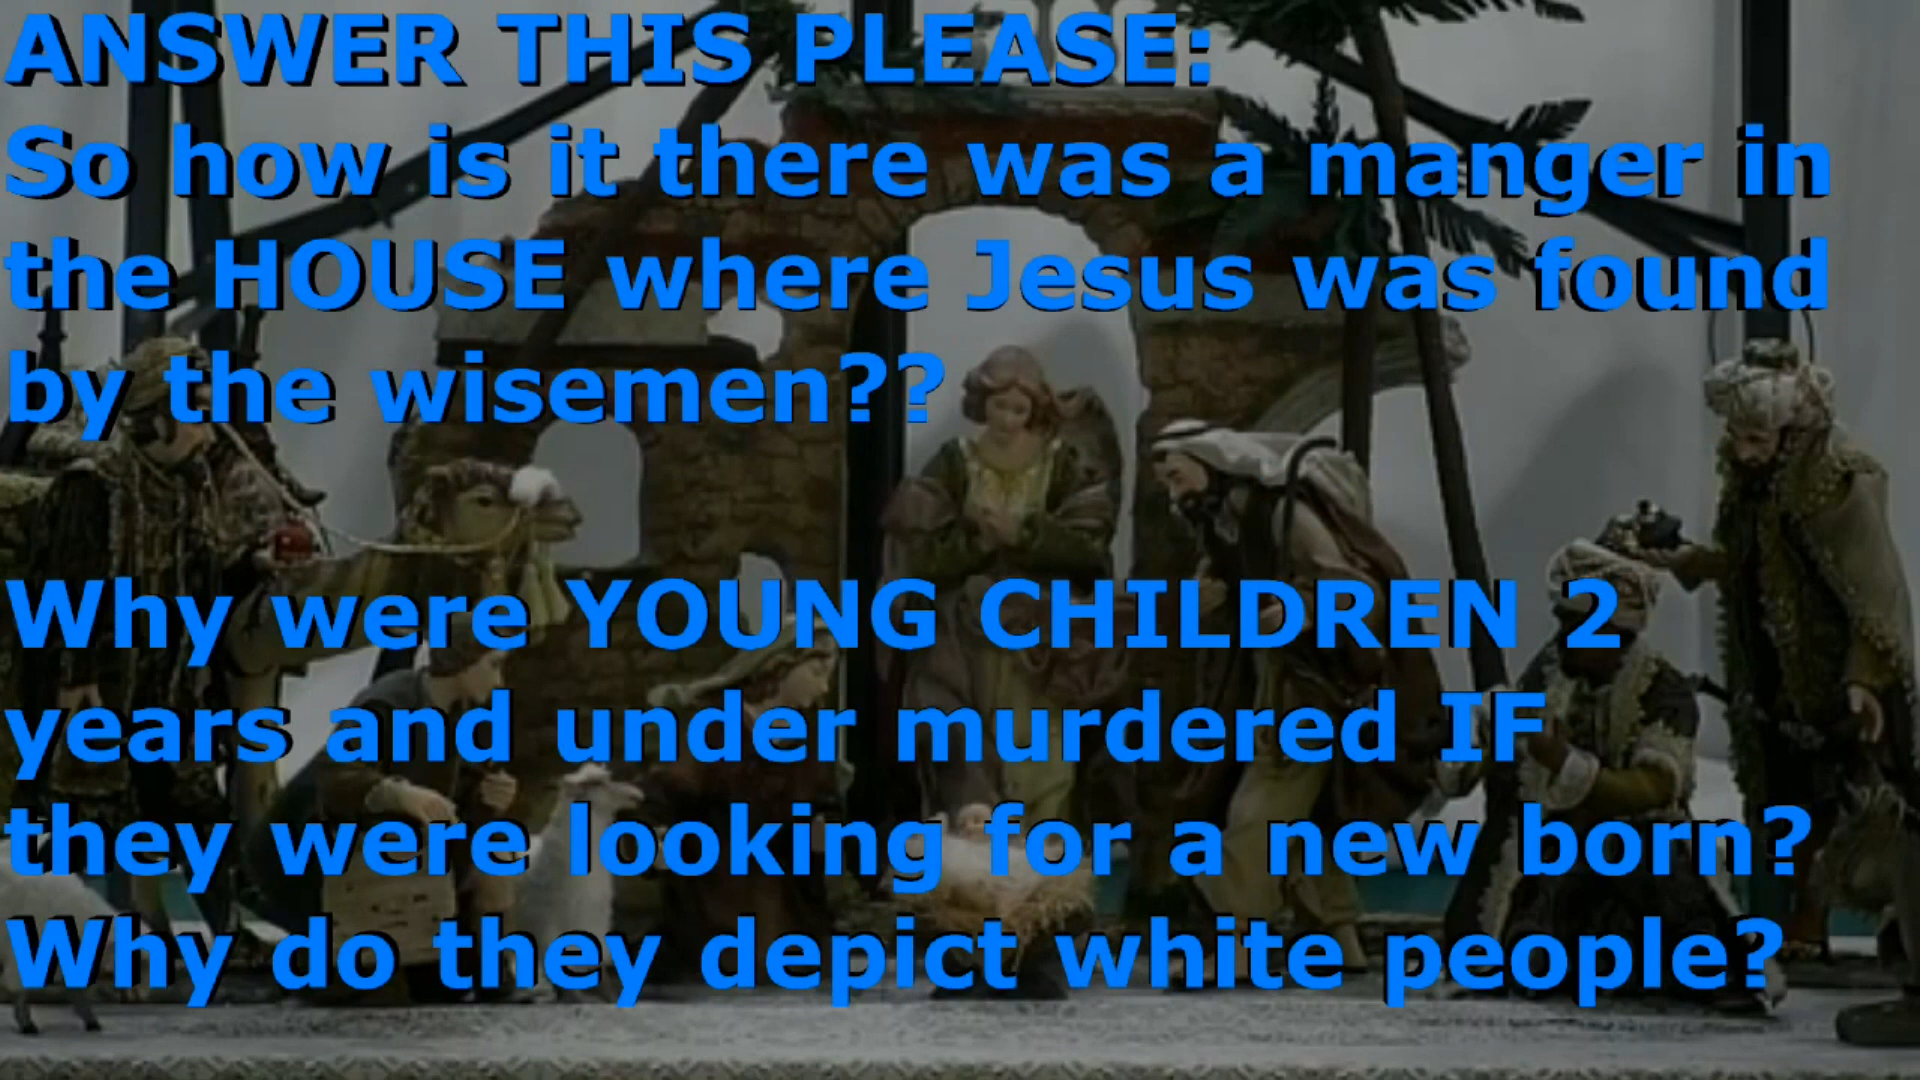 ANSWER THIS PLEASE:
So how is it there was a manger in
the HOUSE where Jesus was found
by the wisemen??
Why were YOUNG CHILDREN 2
years and under murdered IF
they were looking for a new born?
Why do they depict white people?